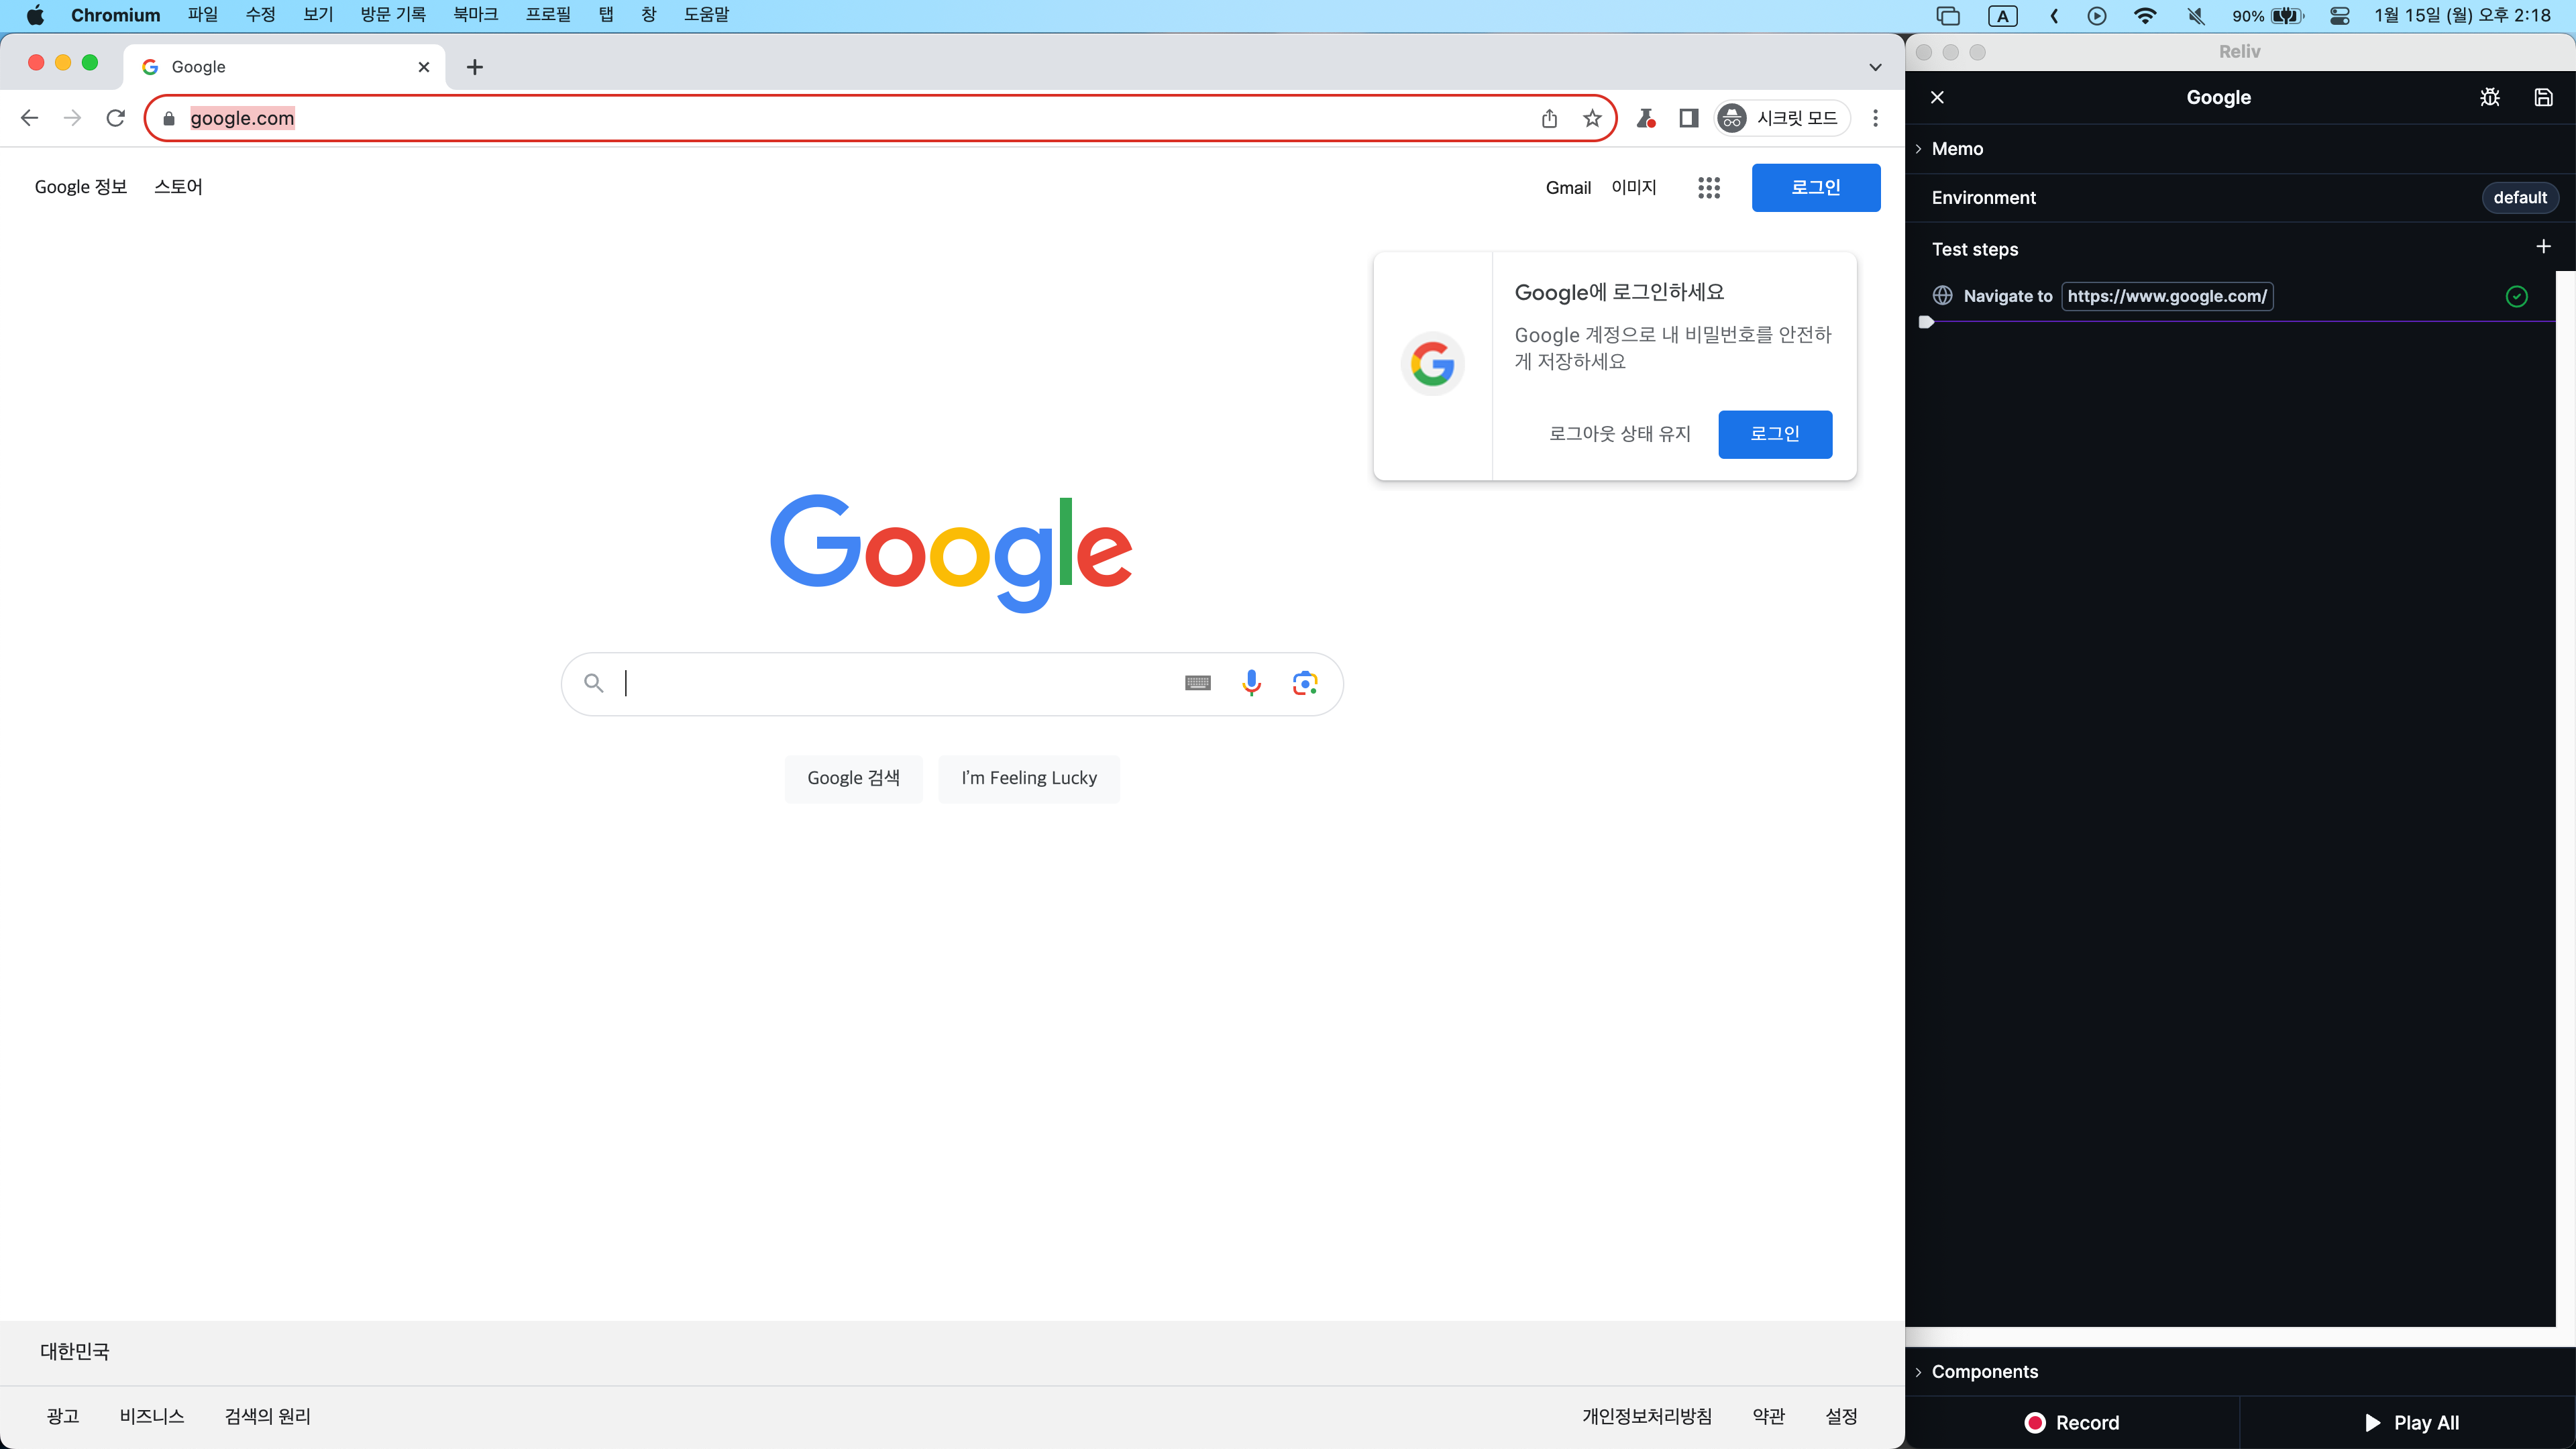 Chromium 파일 수정 보기 방문 기록 북마크 프로필 탭 창 도움말
A 90% 1월 15일 (월) 오후 2:18
Google
google.com
시크릿 모드
Google 정보 스토어
Gmail 이미지 로그인
Google에 로그인하세요
Google 계정으로 내 비밀번호를 안전하
게 저장하세요
로그아웃 상태 유지 로그인
Google
Google 검색 I'm Feeling Lucky
대한민국
광고 비즈니스 검색의 원리
개인정보처리방침 약관 설정
Reliv
Google
Memo
Environment default
Test steps
Navigate to https://www.google.com/
Components
Record Play All